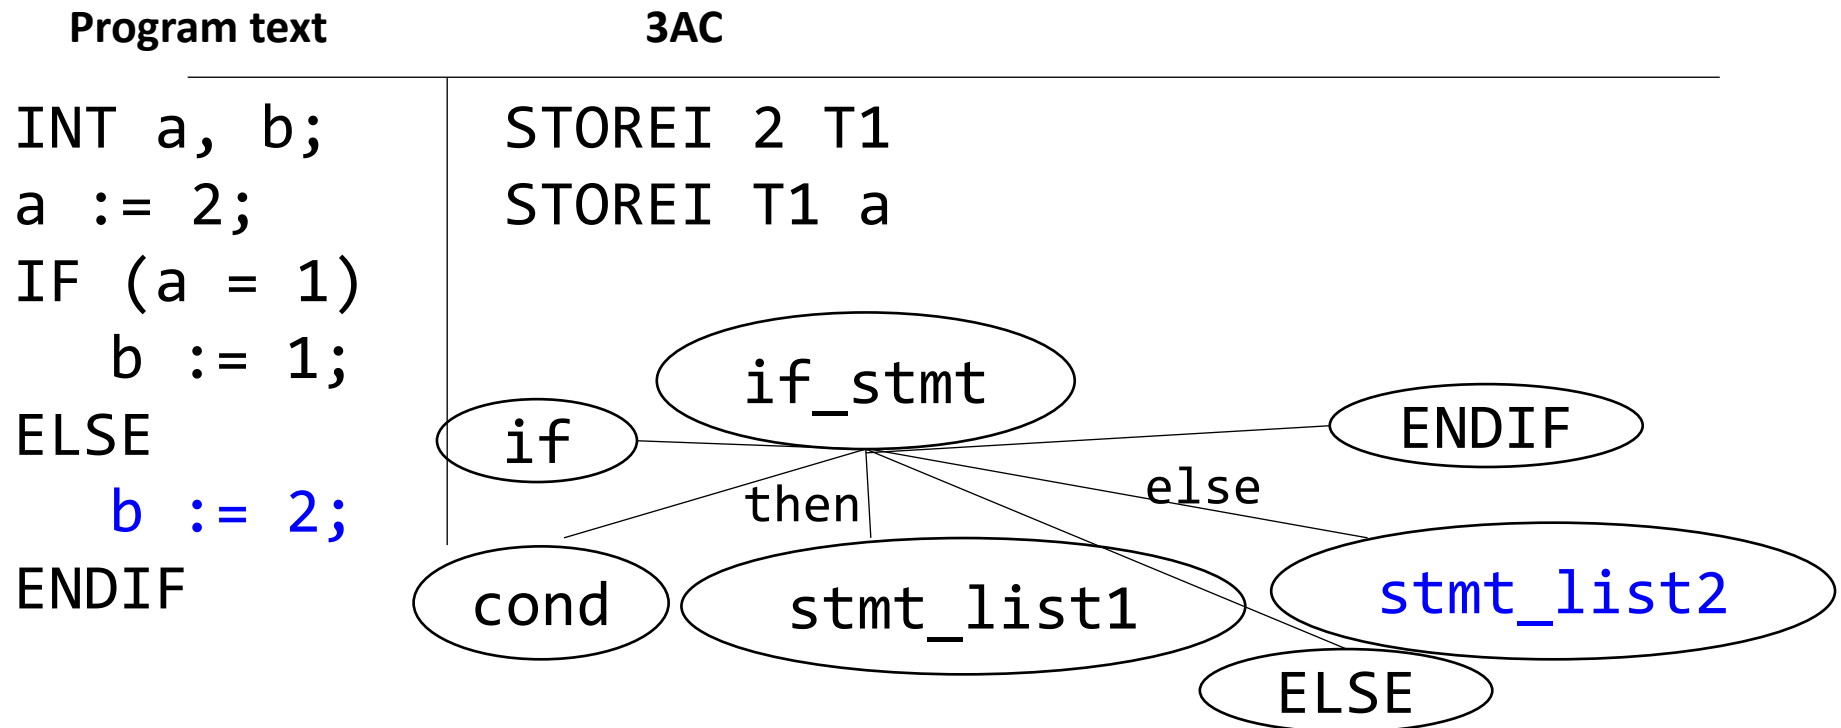 Program text 3AC
INT a, b; STOREI 2 T1
a := 2; STOREI T1 a
IF (a = 1)
b := 1;
ELSE
b := 2;
ENDIF
if_stmt
if
ENDIF
then
else
cond
stmt_list1
stmt_list2
ELSE